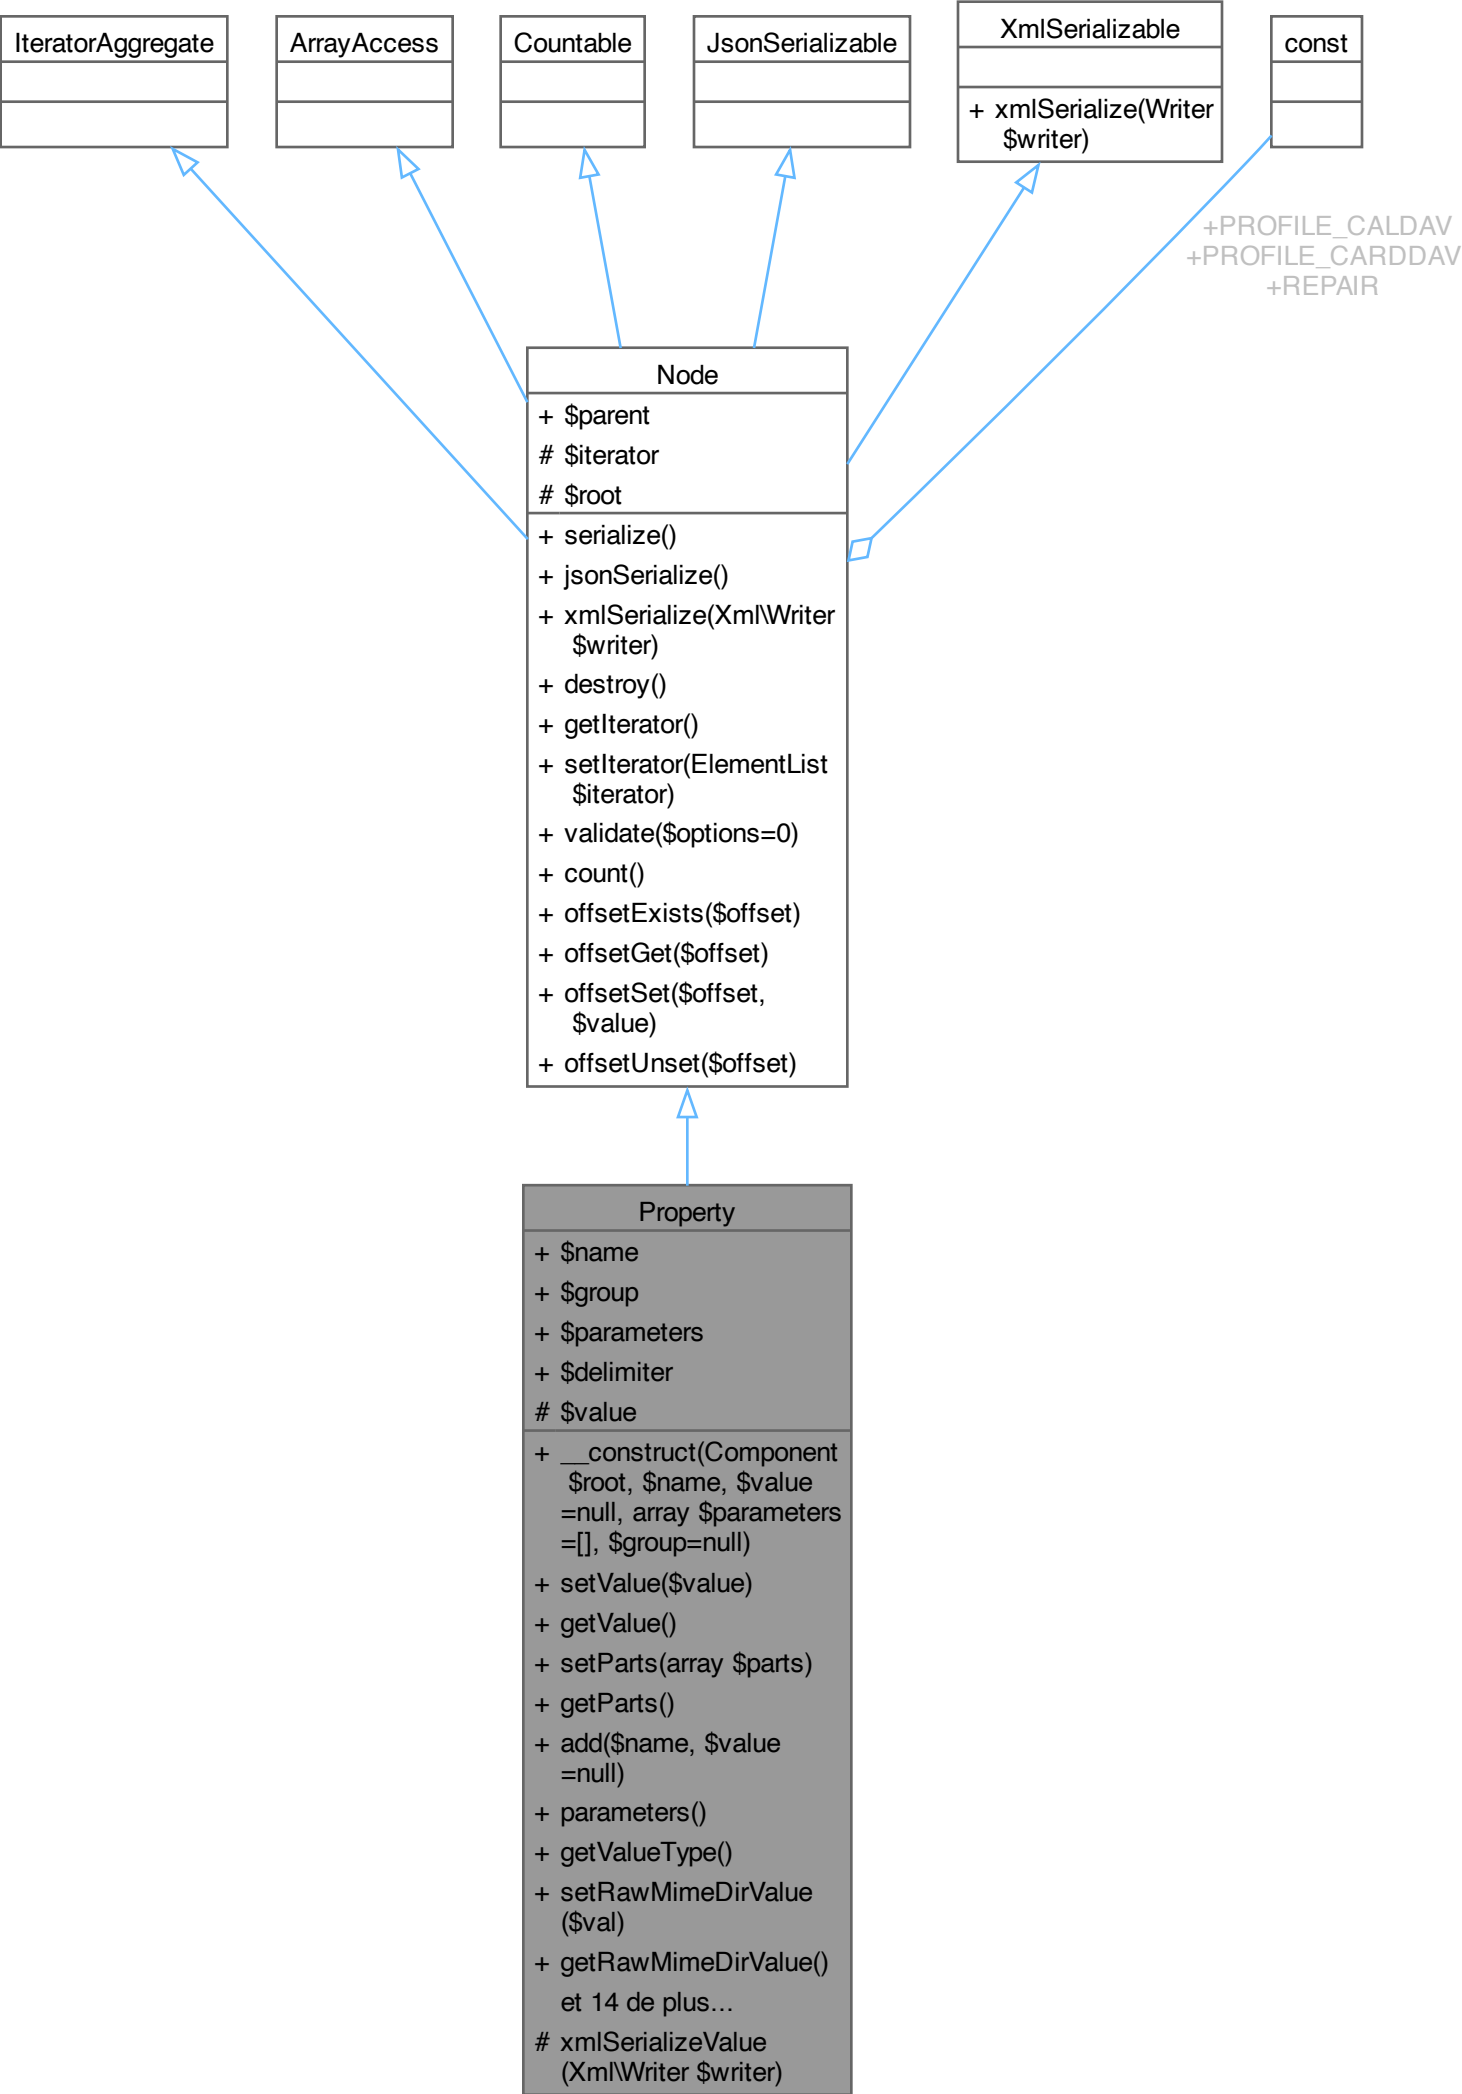 IteratorAggregate
ArrayAccess
Countable
JsonSerializable
XmlSerializable
+ xmlSerialize(Writer
$writer)
const
+PROFILE_CALDAV
+PROFILE_CARDDAV
+REPAIR
Node
+ $parent
# $iterator
# $root
+ serialize()
+ jsonSerialize()
+ xmlSerialize(Xml\Writer
$writer)
+ destroy()
+ getIterator()
+ setIterator(ElementList
$iterator)
+ validate($options=0)
+ count()
+ offsetExists($offset)
+ offsetGet($offset)
+ offsetSet($offset,
$value)
+ offsetUnset($offset)
Property
+ $name
+ $group
+ $parameters
+ $delimiter
# $value
+ __construct(Component
$root, $name, $value
=null, array $parameters
=[], $group=null)
+ setValue($value)
+ getValue()
+ setParts(array $parts)
+ getParts()
+ add($name, $value
=null)
+ parameters()
+ getValueType()
+ setRawMimeDirValue
($val)
+ getRawMimeDirValue()
et 14 de plus...
# xmlSerializeValue
(Xml\Writer $writer)